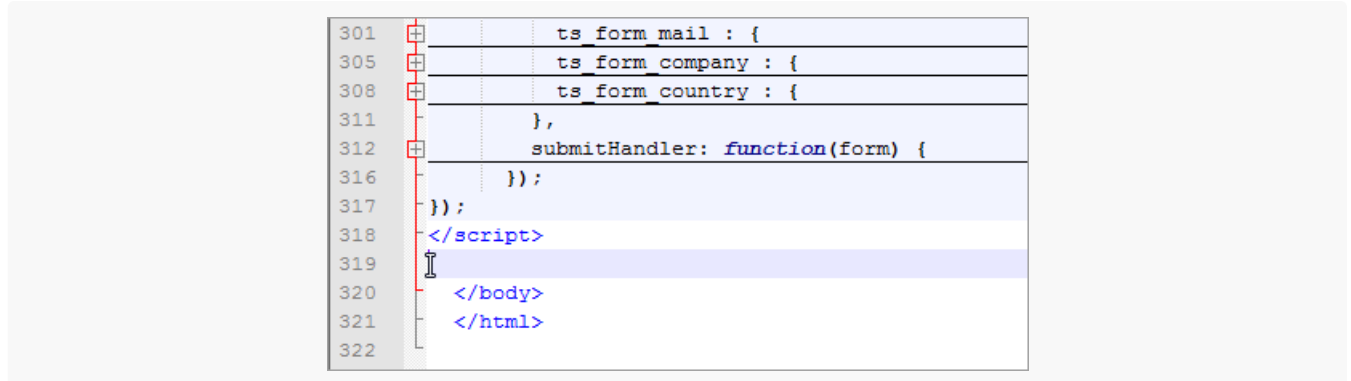 301 ts_form_mail : {
305 ts_form_company : {
308 ts_form_country : {
311 },
312 submitHandler: function(form) {
316 });
317 });
318 </script>
319
320 </body>
321 </html>
322